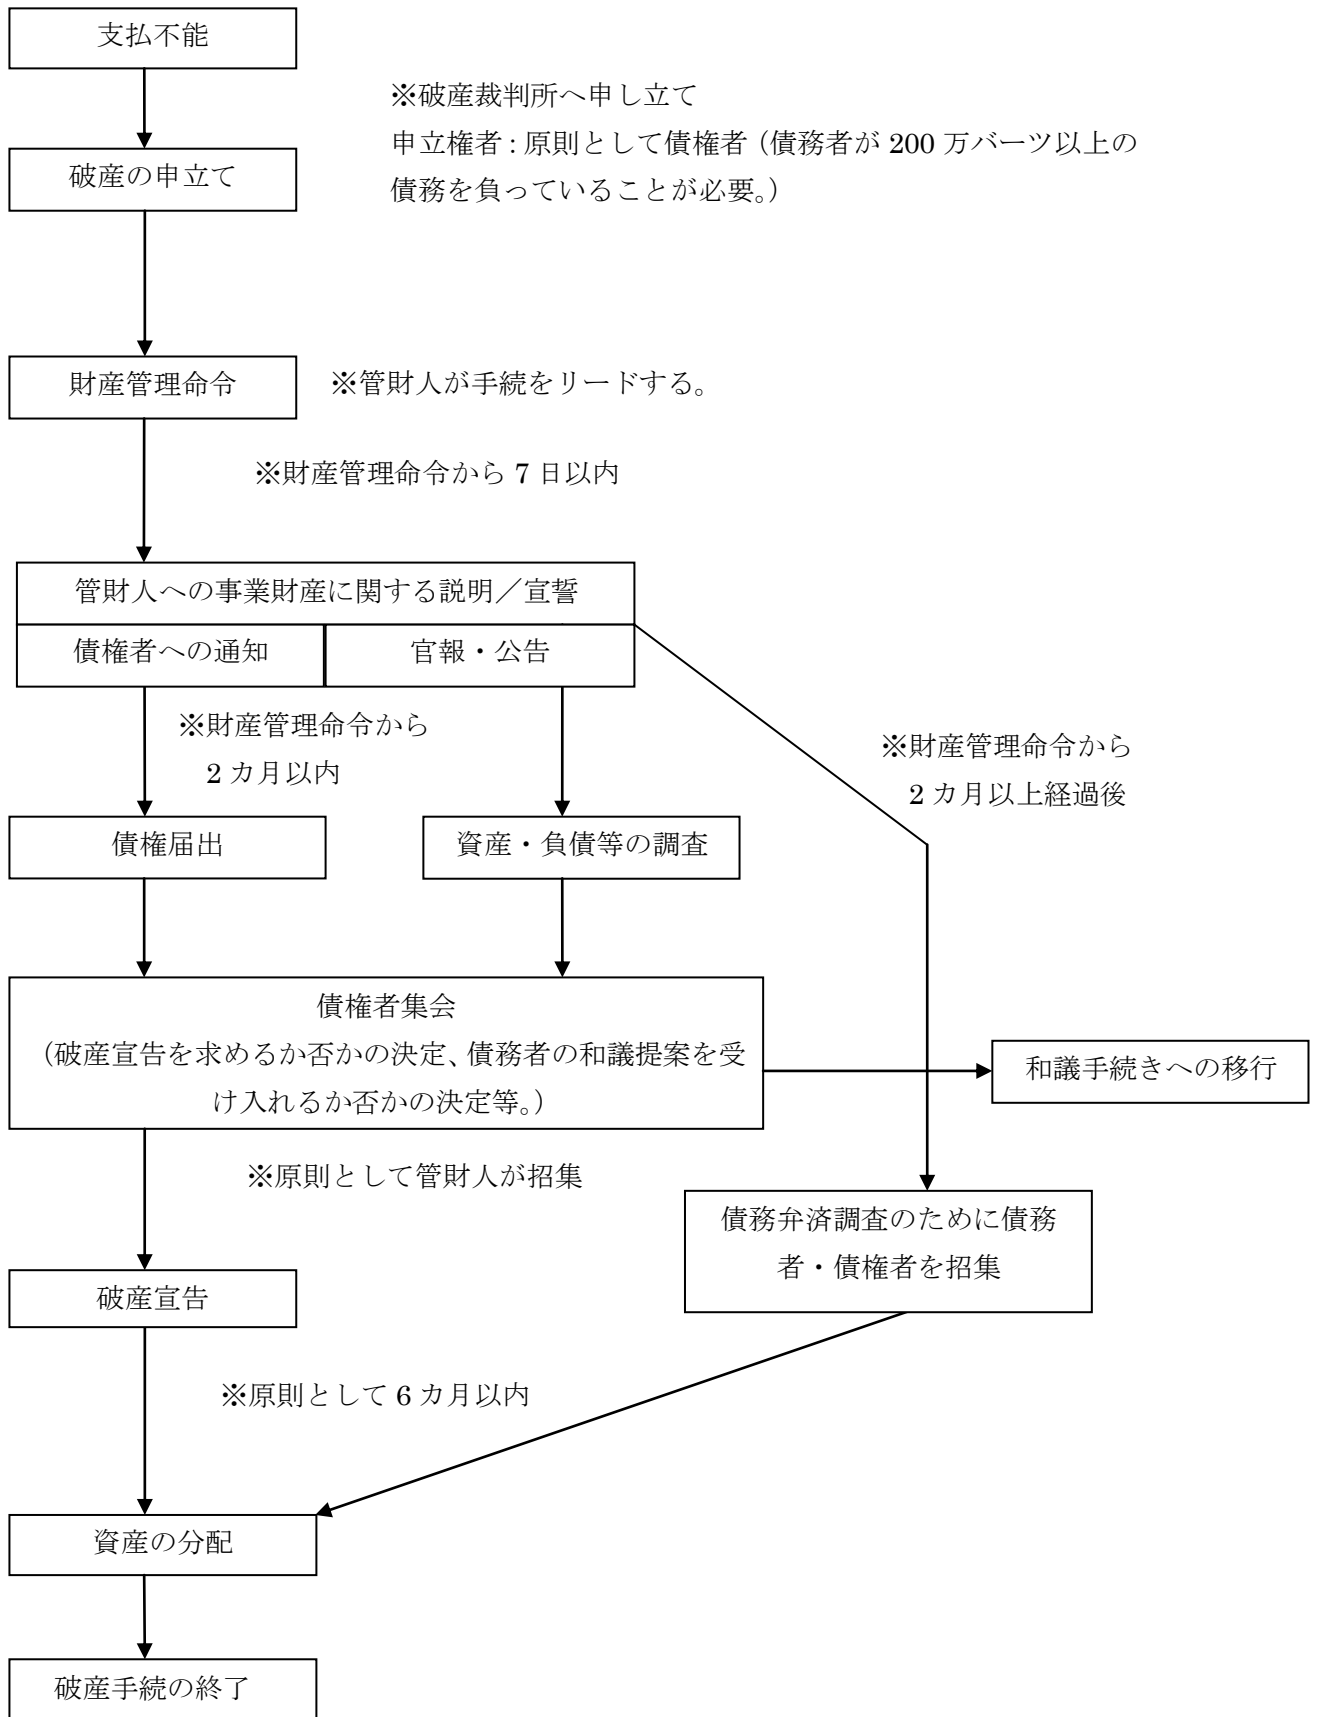 支払不能
※破産裁判所へ申し立て
申立権者:原則として債権者(債務者が 200 万バーツ以上の
債務を負っていることが必要。)
破産の申立て
財産管理命令
※管財人が手続をリードする。
※財産管理命令から 7 日以内
管財人への事業財産に関する説明/宣誓
債権者への通知
官報・公告
※財産管理命令から
2 カ月以内
※財産管理命令から
2 カ月以上経過後
債権届出
資産・負債等の調査
債権者集会
(破産宣告を求めるか否かの決定、債務者の和議提案を受
け入れるか否かの決定等。)
和議手続きへの移行
※原則として管財人が招集
債務弁済調査のために債務
者・債権者を招集
破産宣告
※原則として 6 カ月以内
資産の分配
破産手続の終了